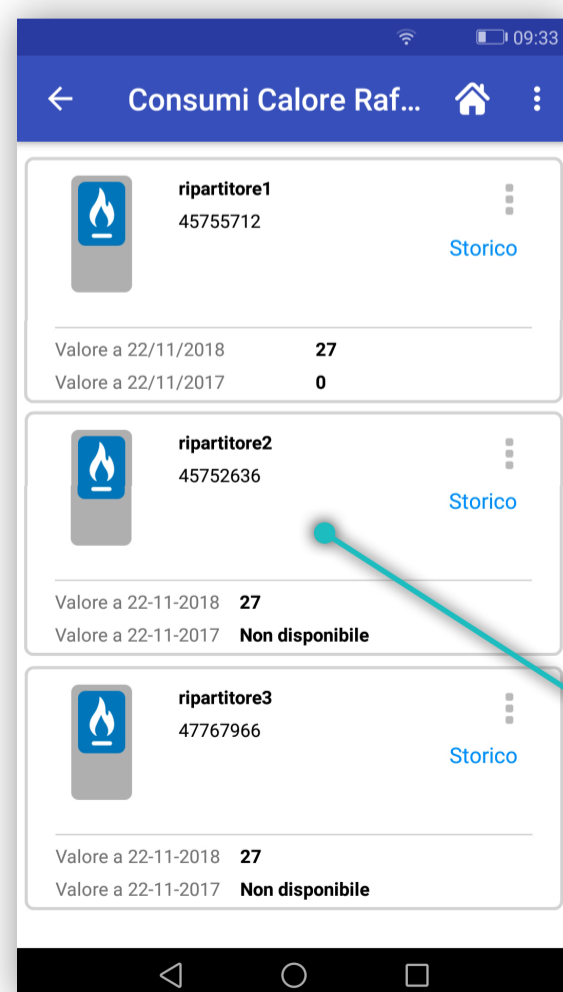 09:33
Consumi Calore Raf...
ripartitore1
45755712
Storico
Valore a 22/11/2018 27
Valore a 22/11/2017 0
ripartitore2
45752636
Storico
Valore a 22-11-2018 27
Valore a 22-11-2017 Non disponibile
ripartitore3
47767966
Storico
Valore a 22-11-2018 27
Valore a 22-11-2017 Non disponibile